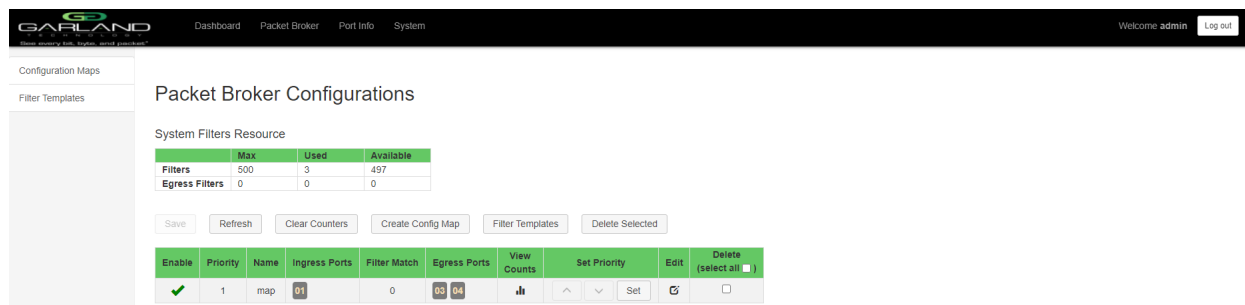 GARLAND
TECHNOLOGY
See every bit, byte, and packet
Dashboard Packet Broker Port Info System Welcome admin Log out
Configuration Maps
Filter Templates
Packet Broker Configurations
System Filters Resource
Max Used Available
Filters 500 3 497
Egress Filters 0 0 0
Save Refresh Clear Counters Create Config Map Filter Templates Delete Selected
Enable Priority Name Ingress Ports Filter Match Egress Ports View Counts Set Priority Edit Delete (select all )
1 map 01 0 03 04 Set